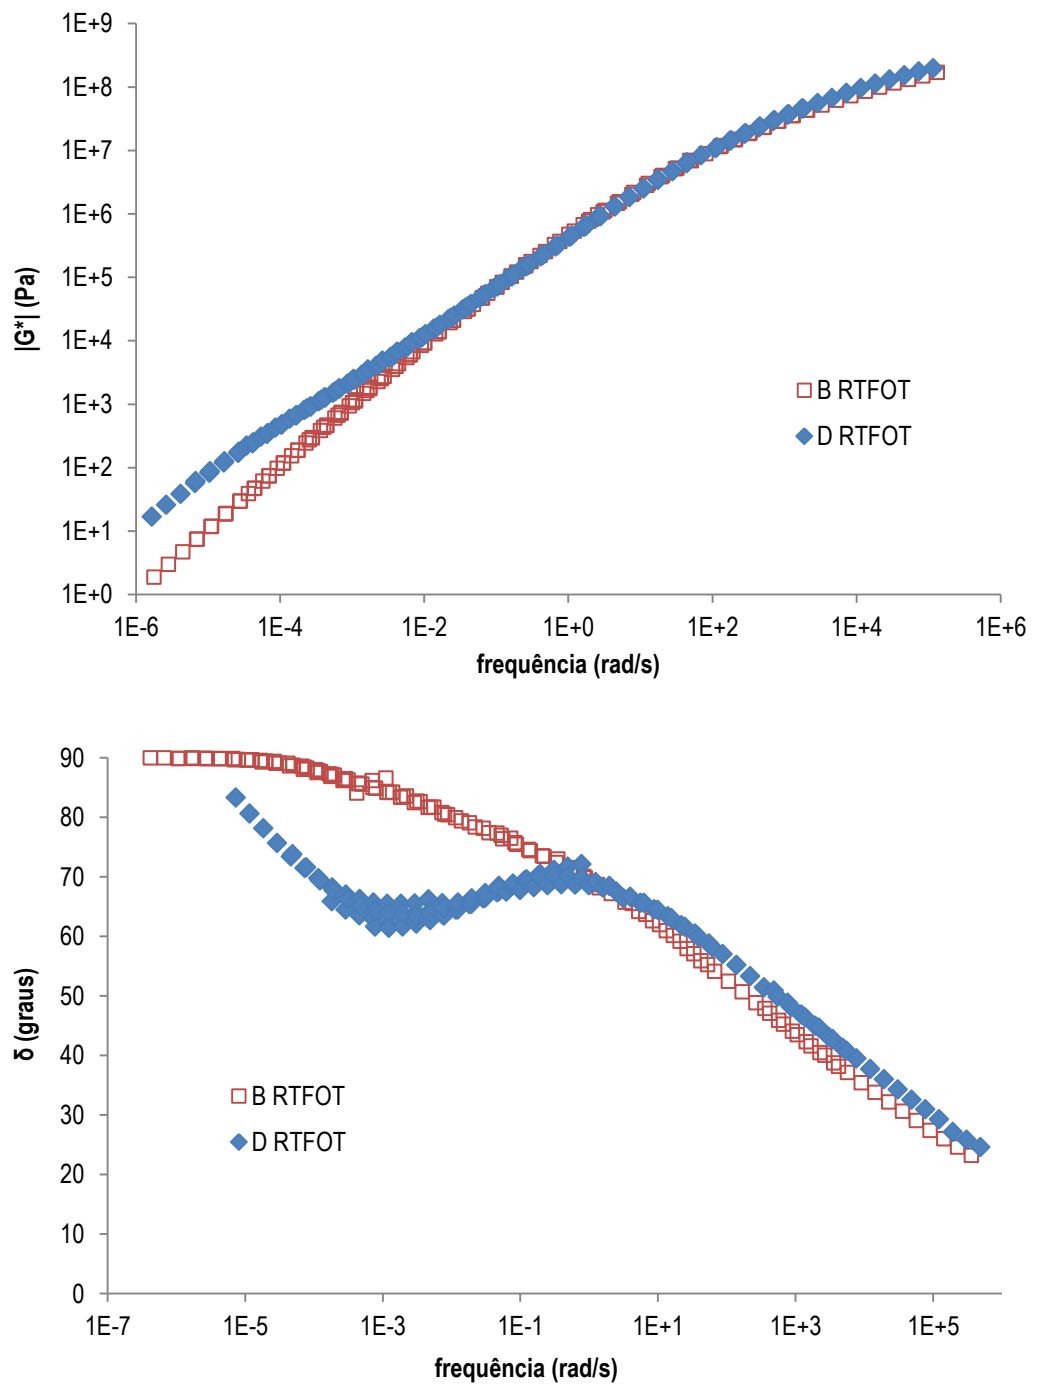 1E+9
1E+8
1E+7
1E+6
1E+5
1E+4
1E+3
1E+2
1E+1
1E+0
|G*| (Pa)
B RTFOT
D RTFOT
1E-6 1E-4 1E-2 1E+0 1E+2 1E+4 1E+6
frequência (rad/s)
90
80
70
60
50
40
30
20
10
0
δ (graus)
B RTFOT
D RTFOT
1E-7 1E-5 1E-3 1E-1 1E+1 1E+3 1E+5
frequência (rad/s)